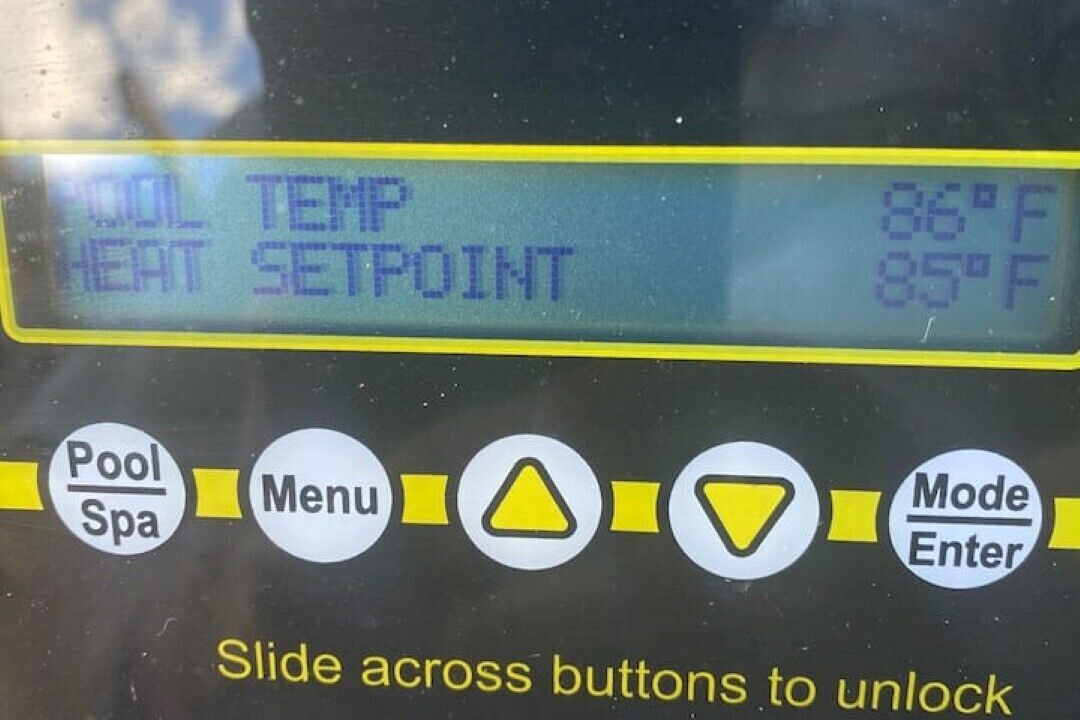 POOL TEMP 86°F
HEAT SETPOINT 85°F
Pool
Spa
Menu
Mode
Enter
Slide across buttons to unlock